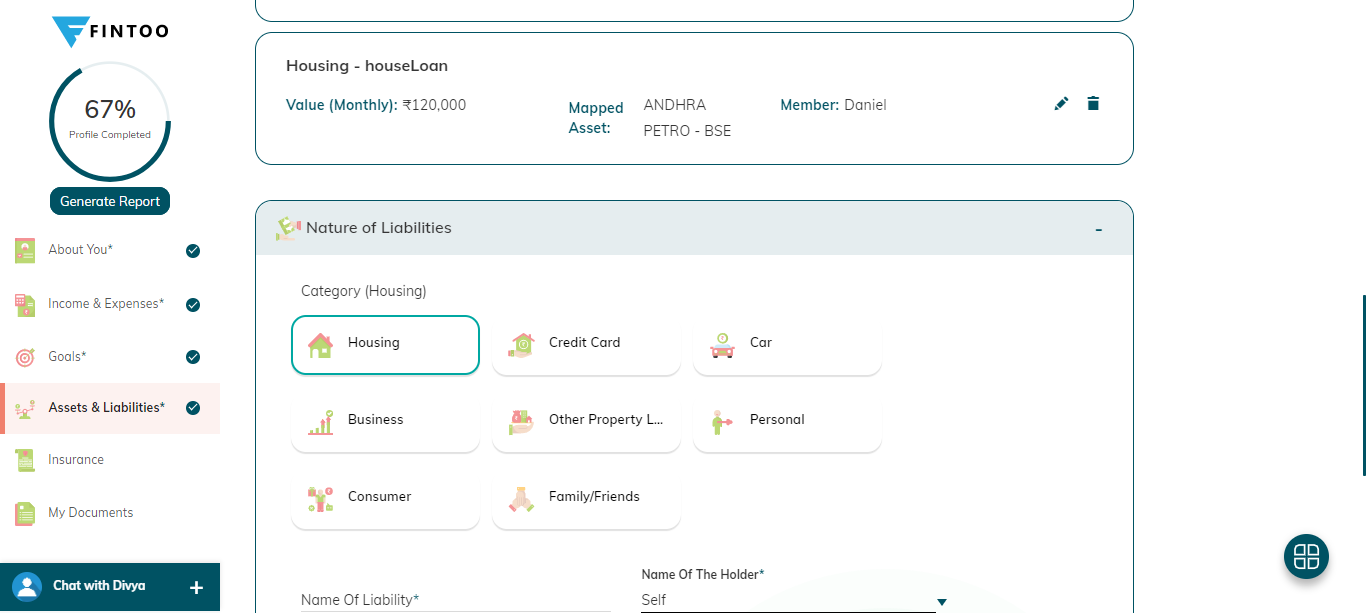 FINTOO
67%
Profile Completed
Generate Report
About You*
Income & Expenses*
Goals*
Assets & Liabilities*
Insurance
My Documents
Chat with Divya +
Housing - houseLoan
Value (Monthly): ₹120,000
Mapped Asset: ANDHRA PETRO - BSE
Member: Daniel
Nature of Liabilities -
Category (Housing)
Housing
Credit Card
Car
Business
Other Property L...
Personal
Consumer
Family/Friends
Name Of Liability*
Name Of The Holder*
Self